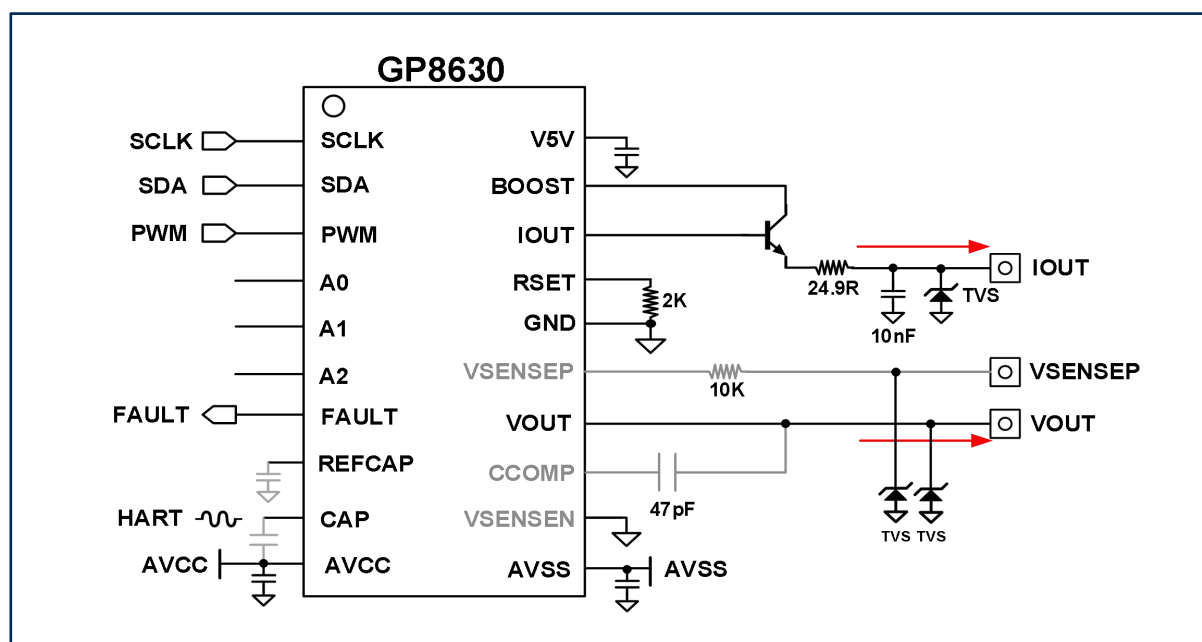 GP8630
SCLK
SCLK
V5V
SDA
SDA
BOOST
PWM
PWM
IOUT
IOUT
24.9R
TVS
10nF
A0
RSET
2K
A1
GND
A2
VSENSEP
10K
VSENSEP
FAULT
FAULT
VOUT
VOUT
REFCAP
CCOMP
47pF
TVS
TVS
HART
CAP
VSENSEN
AVCC
AVCC
AVSS
AVSS